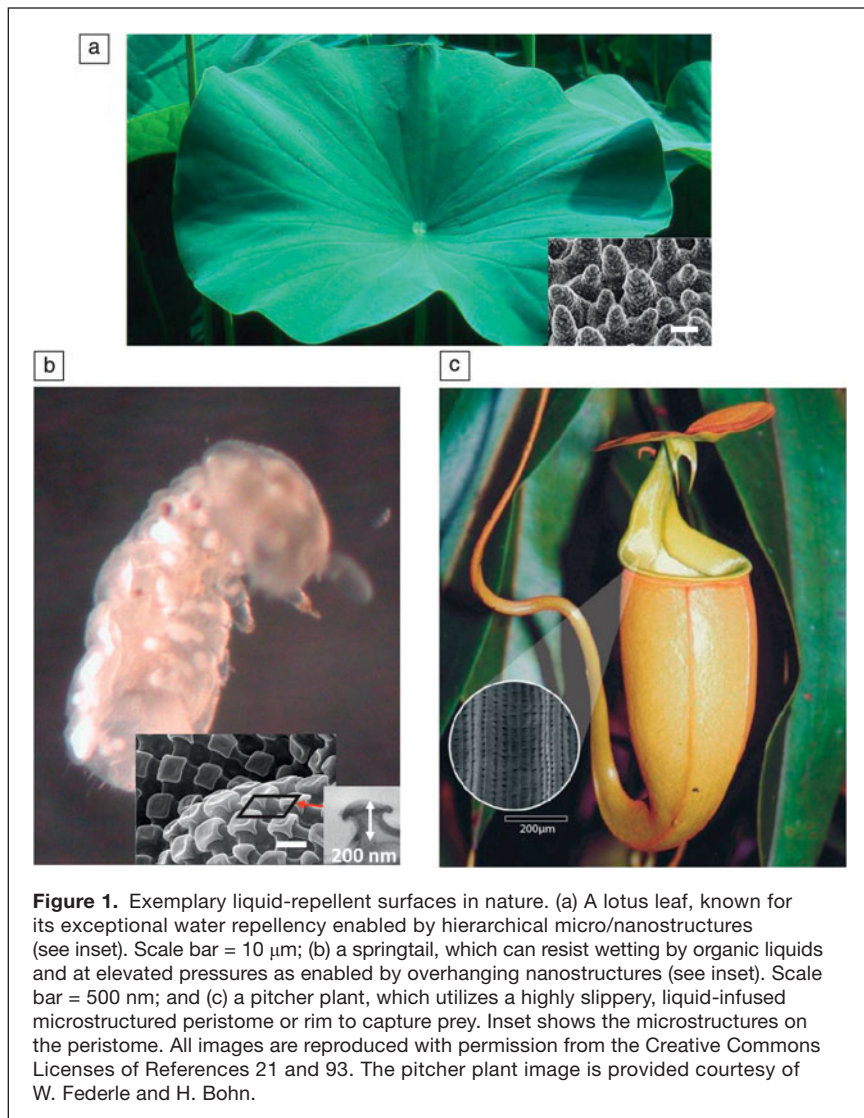 a
b
c
200 nm
200µm
Figure 1. Exemplary liquid-repellent surfaces in nature. (a) A lotus leaf, known for
its exceptional water repellency enabled by hierarchical micro/nanostructures
(see inset). Scale bar = 10 μm; (b) a springtail, which can resist wetting by organic liquids
and at elevated pressures as enabled by overhanging nanostructures (see inset). Scale
bar = 500 nm; and (c) a pitcher plant, which utilizes a highly slippery, liquid-infused
microstructured peristome or rim to capture prey. Inset shows the microstructures on
the peristome. All images are reproduced with permission from the Creative Commons
Licenses of References 21 and 93. The pitcher plant image is provided courtesy of
W. Federle and H. Bohn.